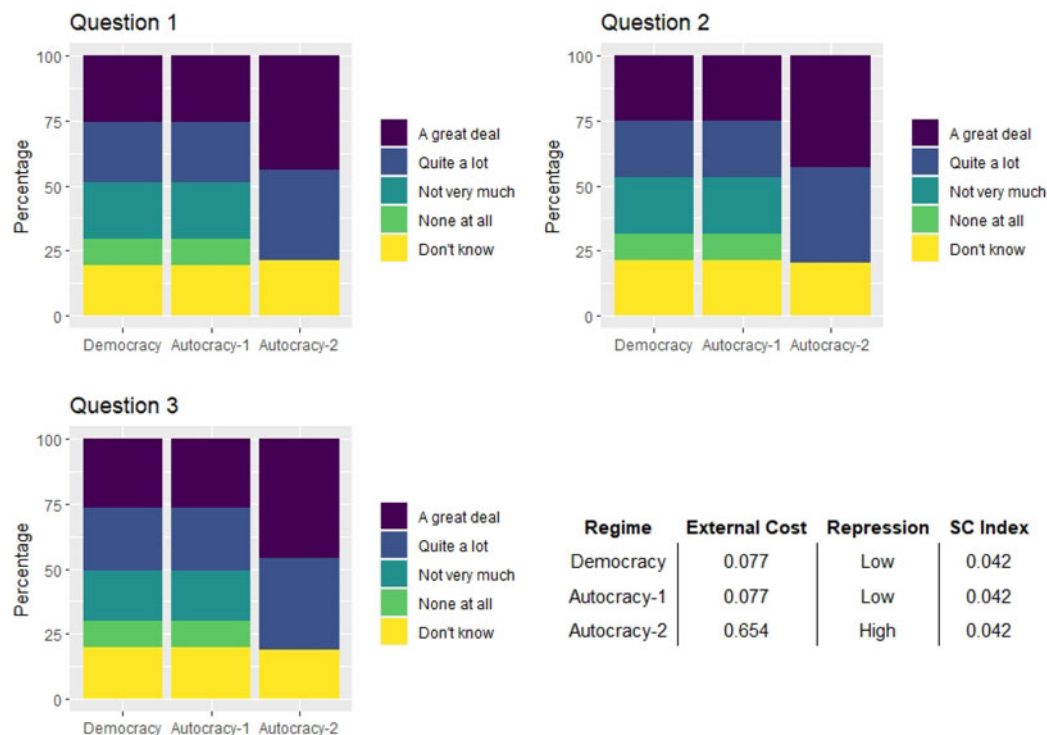 Question 1
100
75
50
25
0
Percentage
Democracy Autocracy-1 Autocracy-2
A great deal
Quite a lot
Not very much
None at all
Don't know
Question 2
100
75
50
25
0
Percentage
Democracy Autocracy-1 Autocracy-2
A great deal
Quite a lot
Not very much
None at all
Don't know
Question 3
100
75
50
25
0
Percentage
Democracy Autocracy-1 Autocracy-2
A great deal
Quite a lot
Not very much
None at all
Don't know
Regime External Cost Repression SC Index
Democracy 0.077 Low 0.042
Autocracy-1 0.077 Low 0.042
Autocracy-2 0.654 High 0.042